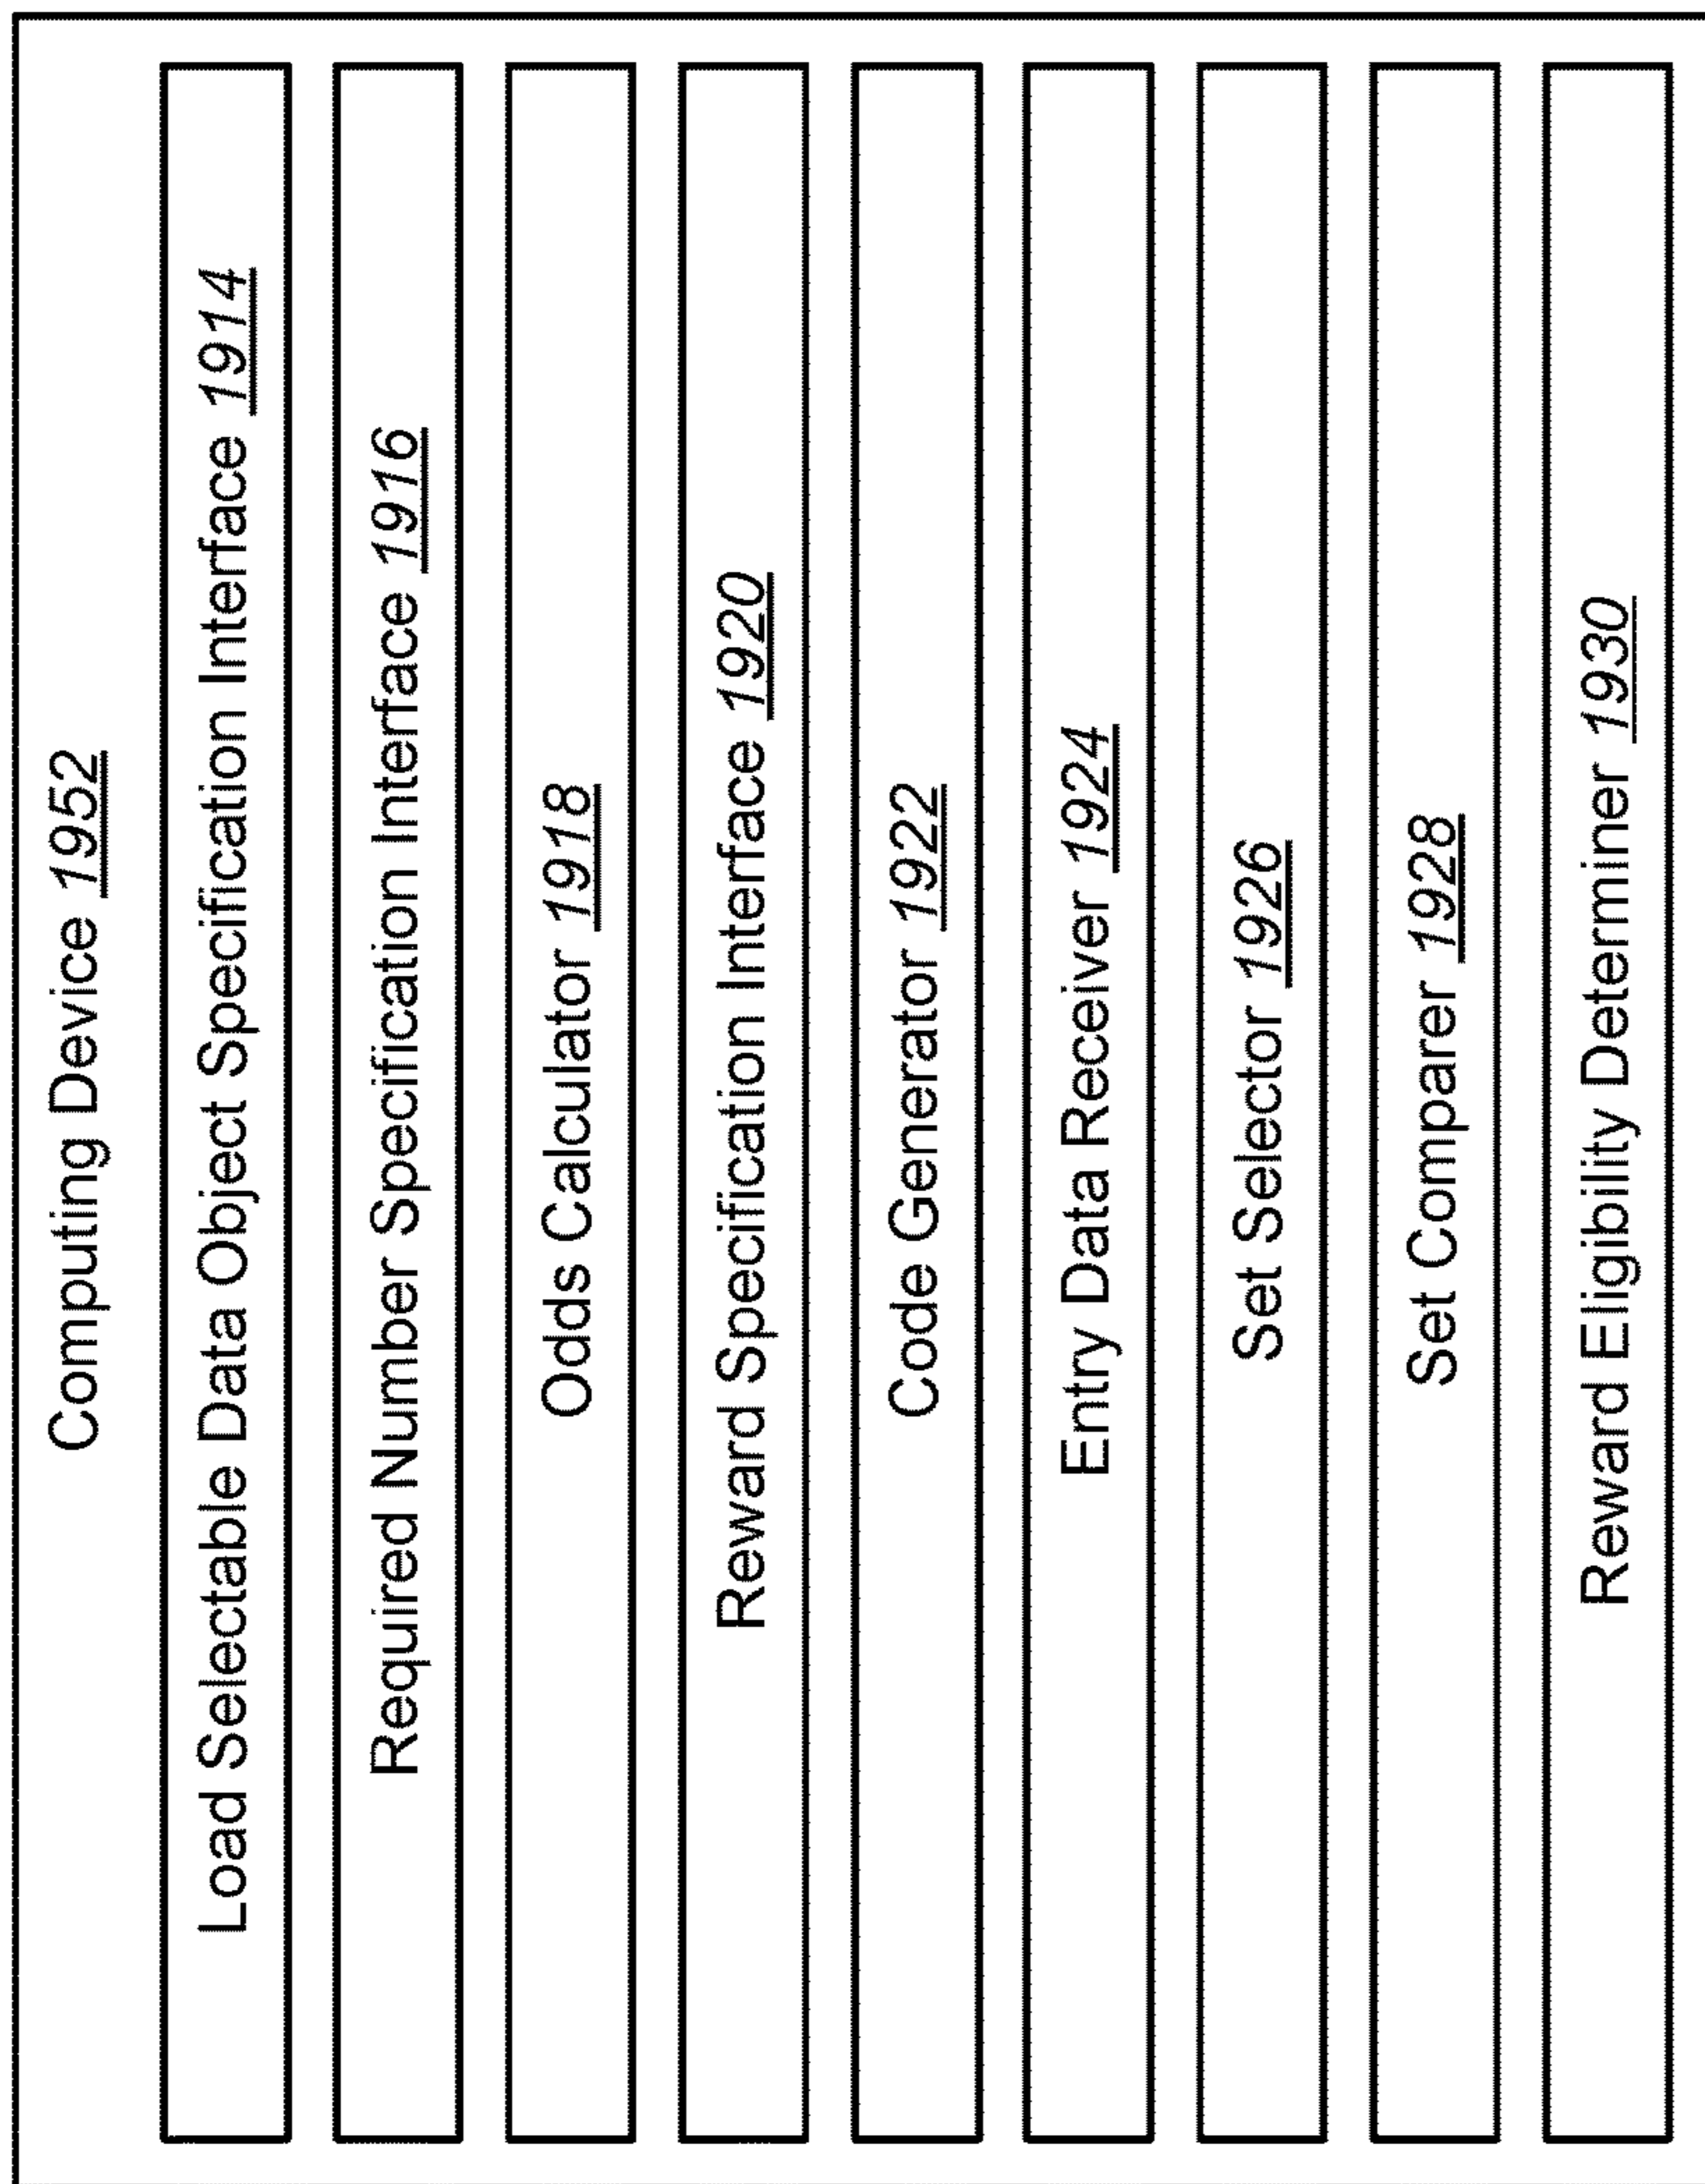 Computing Device 1952
Load Selectable Data Object Specification Interface 1914
Required Number Specification Interface 1916
Odds Calculator 1918
Reward Specification Interface 1920
Code Generator 1922
Entry Data Receiver 1924
Set Selector 1926
Set Comparer 1928
Reward Eligibility Determiner 1930